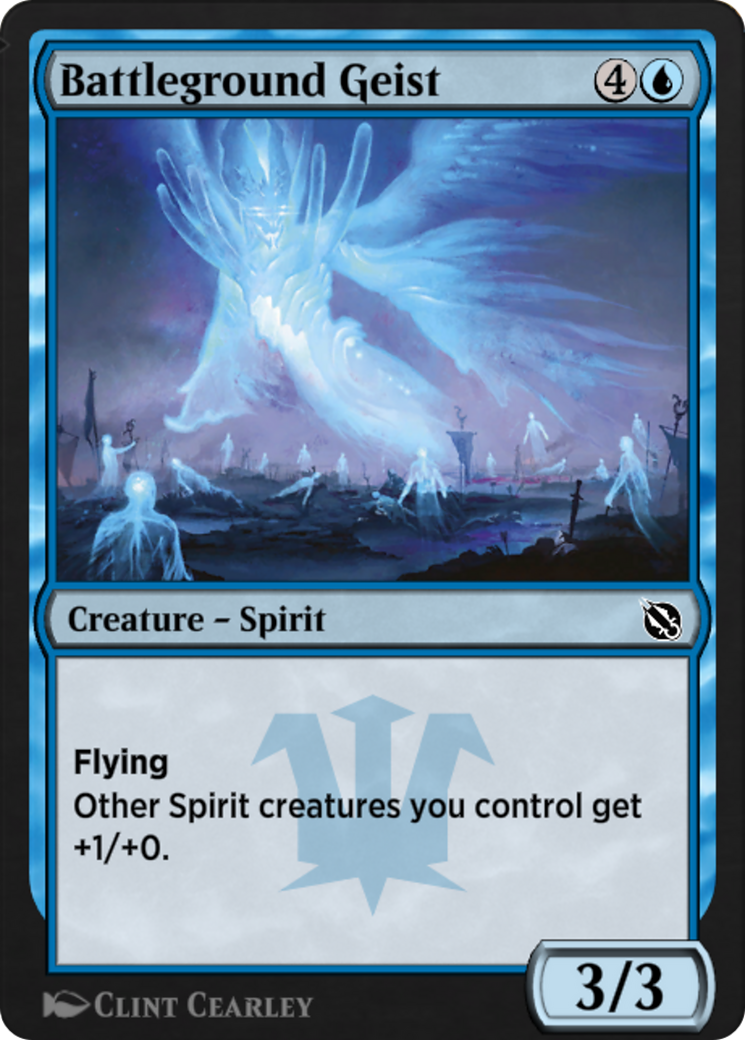 Battleground Geist 4
Creature – Spirit
Flying
Other Spirit creatures you control get
+1/+0.
3/3
CLINT CEARLEY